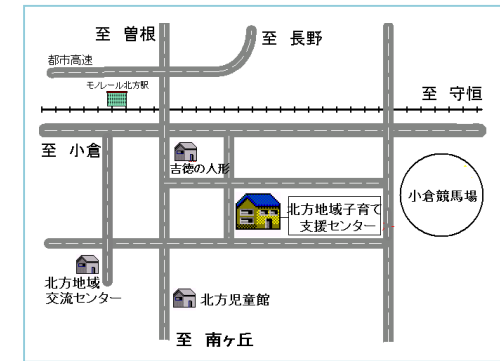 至 曽根
至 長野
都市高速
モノレール北方駅
至 守恒
至 小倉
吉徳の人形
小倉競馬場
北方地域子育て
支援センター
北方地域
交流センター
北方児童館
至 南ヶ丘